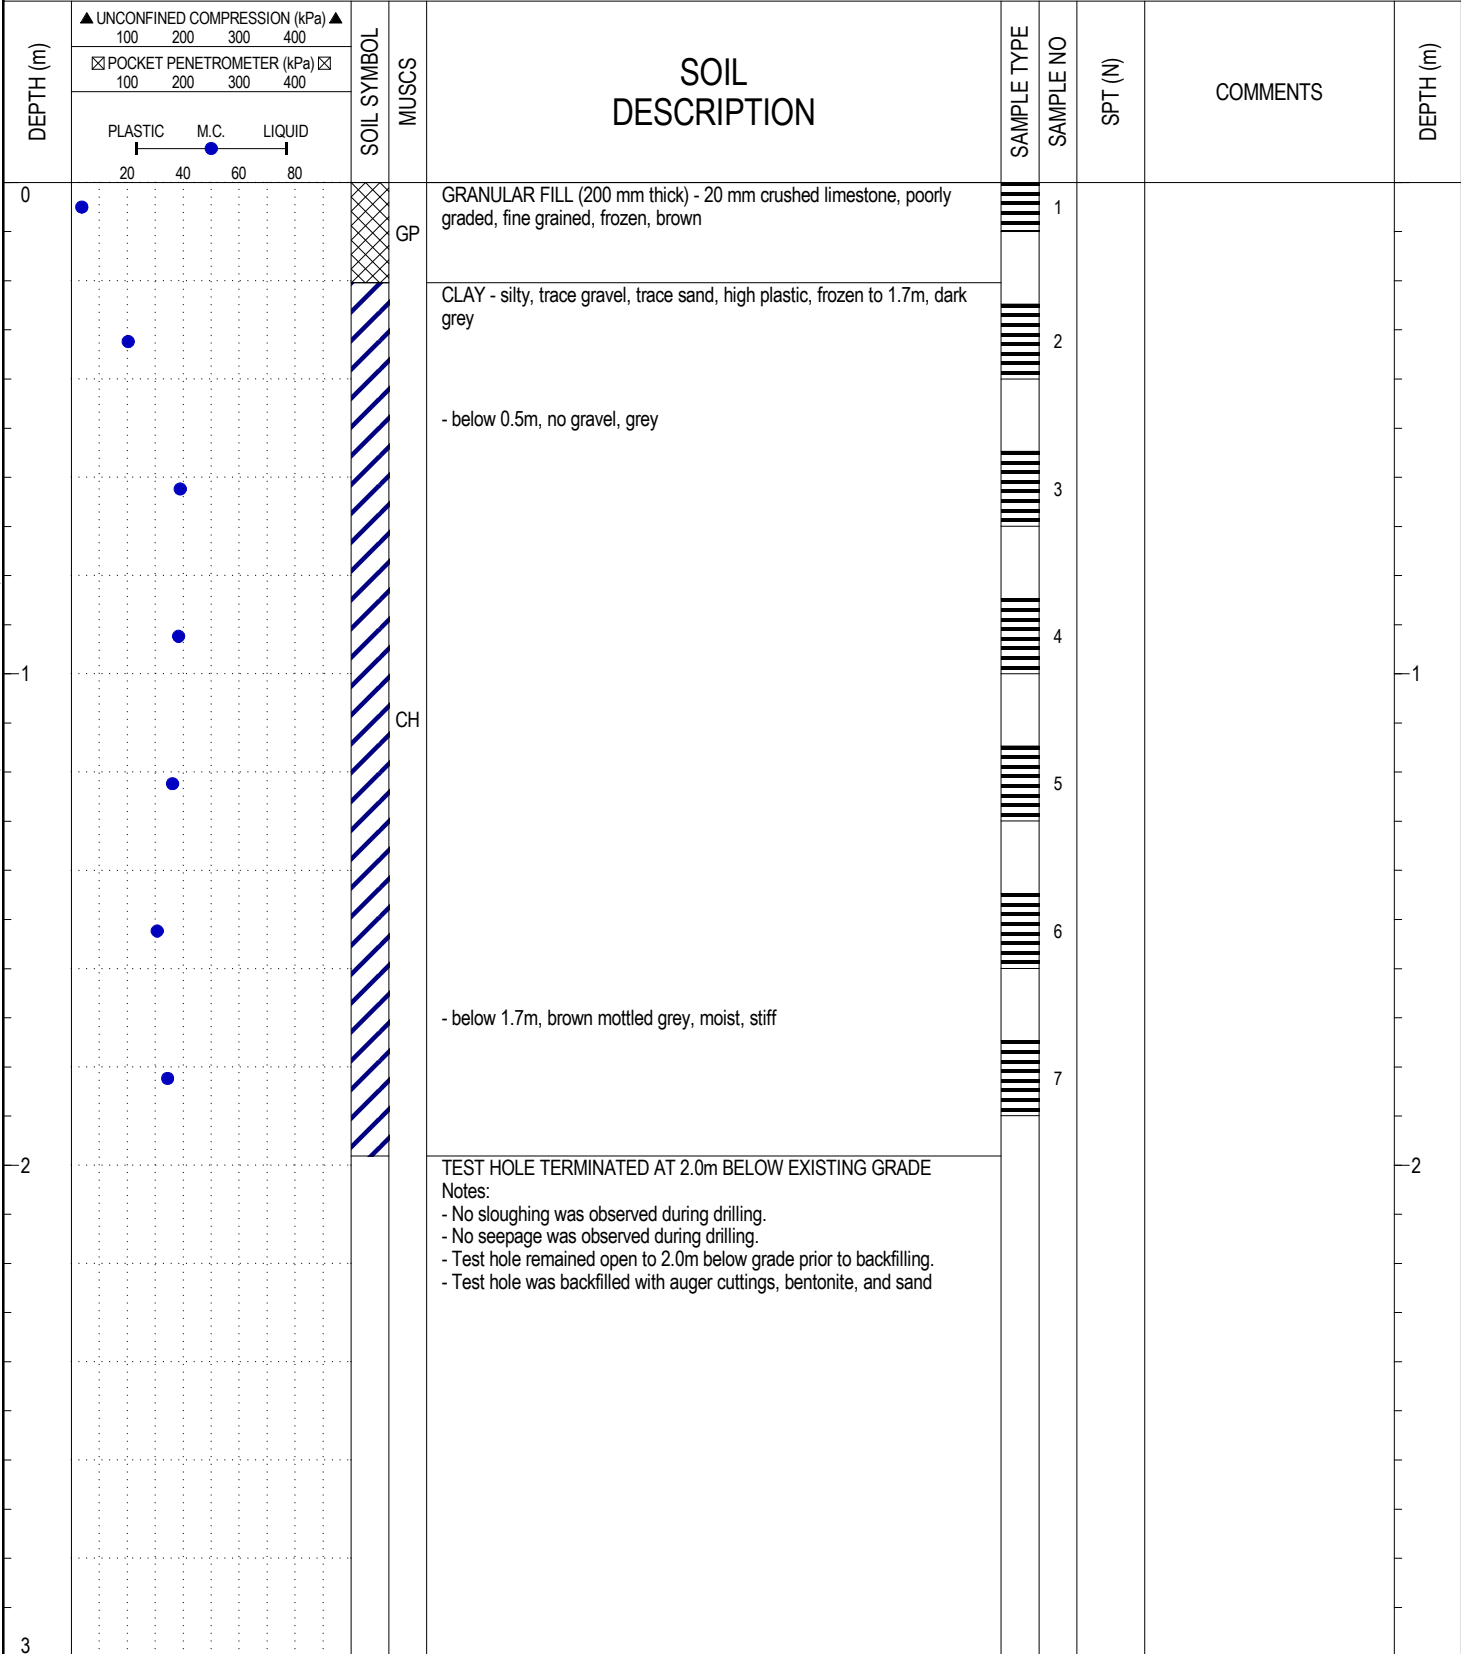 DEPTH (m)
▲ UNCONFINED COMPRESSION (kPa) ▲
100 200 300 400
☒ POCKET PENETROMETER (kPa) ☒
100 200 300 400
PLASTIC M.C. LIQUID
20 40 60 80
SOIL SYMBOL
MUSCS
SOIL
DESCRIPTION
SAMPLE TYPE
SAMPLE NO
SPT (N)
COMMENTS
DEPTH (m)
0
GRANULAR FILL (200 mm thick) - 20 mm crushed limestone, poorly
graded, fine grained, frozen, brown
1
GP
CLAY - silty, trace gravel, trace sand, high plastic, frozen to 1.7m, dark
grey
2
- below 0.5m, no gravel, grey
3
4
1
1
CH
5
6
- below 1.7m, brown mottled grey, moist, stiff
7
2
2
TEST HOLE TERMINATED AT 2.0m BELOW EXISTING GRADE
Notes:
- No sloughing was observed during drilling.
- No seepage was observed during drilling.
- Test hole remained open to 2.0m below grade prior to backfilling.
- Test hole was backfilled with auger cuttings, bentonite, and sand
3